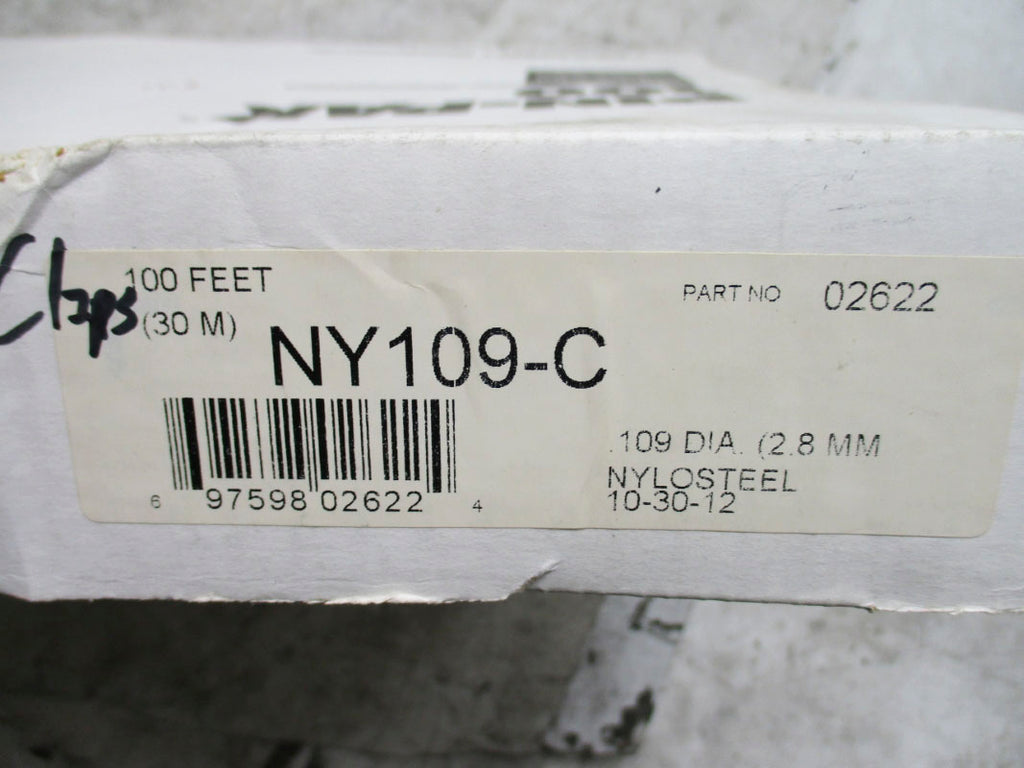 100 FEET
(30 M)
PART NO 02622
NY109-C
6 97598 02622 4
.109 DIA. (2.8 MM
NYLOSTEEL
10-30-12